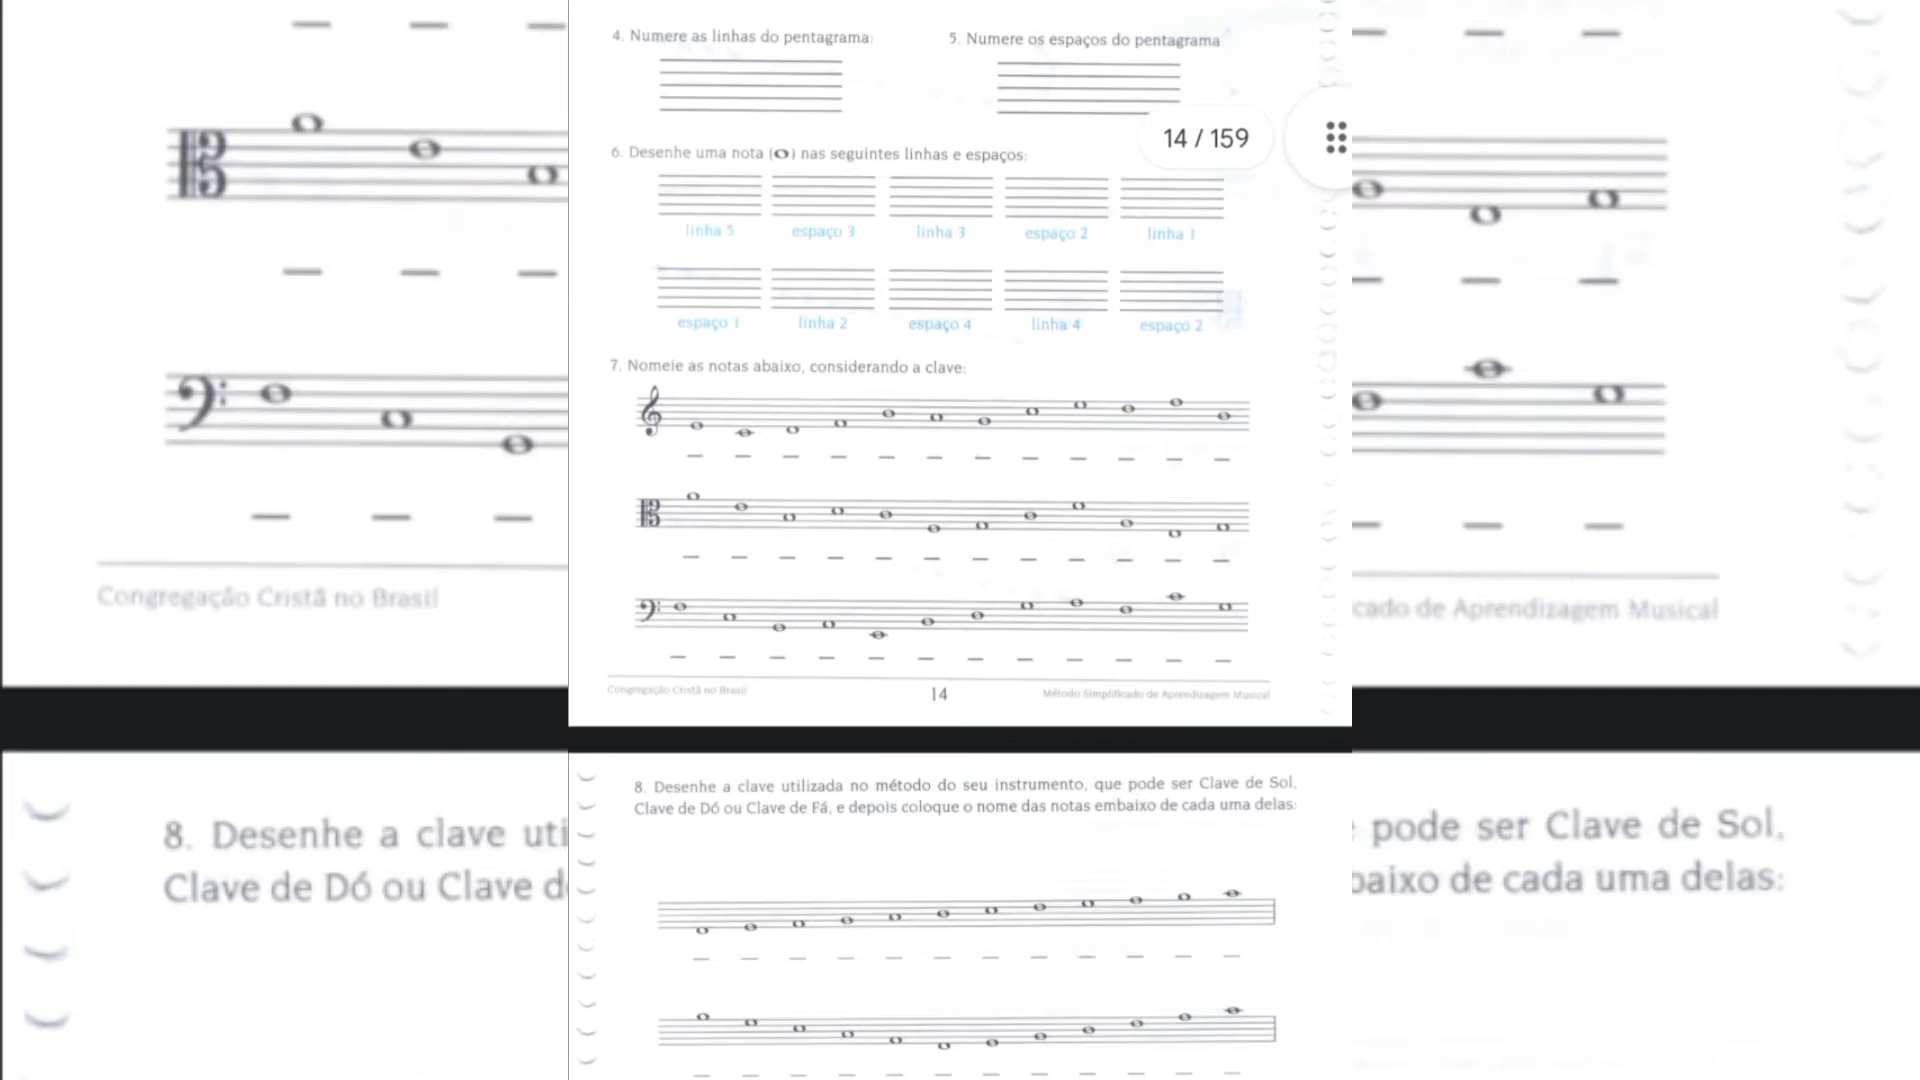 4. Numere as linhas do pentagrama:
5. Numere os espaços do pentagrama
14 / 159
6. Desenhe uma nota (o) nas seguintes linhas e espaços:
linha 5 espaço 3 linha 3 espaço 2 linha 1
espaço 1 linha 2 espaço 4 linha 4 espaço 2
7. Nomeie as notas abaixo, considerando a clave:
Congregação Cristã no Brasil
14
Método Simplificado de Aprendizagem Musical
8. Desenhe a clave utilizada no método do seu instrumento, que pode ser Clave de Sol,
Clave de Dó ou Clave de Fá, e depois coloque o nome das notas embaixo de cada uma delas:
Congregação Cristã no Brasil
cado de Aprendizagem Musical
8. Desenhe a clave uti
Clave de Dó ou Clave d
pode ser Clave de Sol,
baixo de cada uma delas: